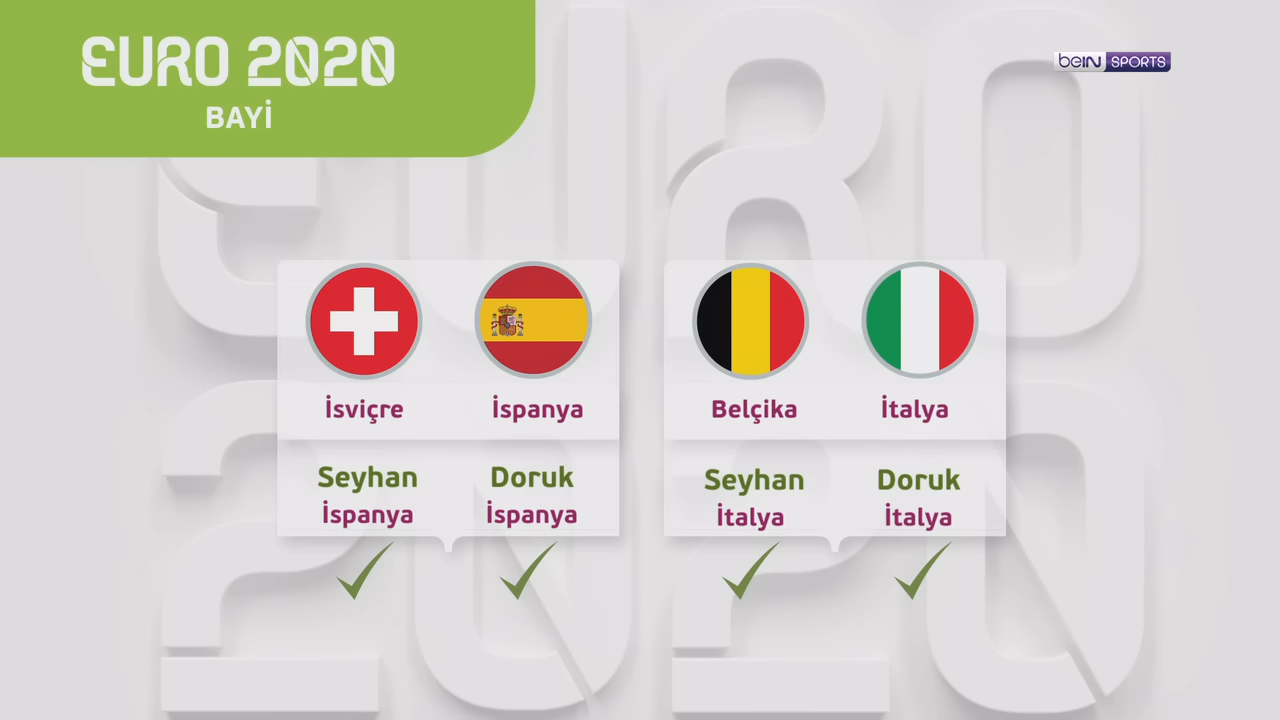 EURO 2020
BAYİ
beIN SPORTS
İsviçre İspanya
Seyhan Doruk
İspanya İspanya
Belçika İtalya
Seyhan Doruk
İtalya İtalya